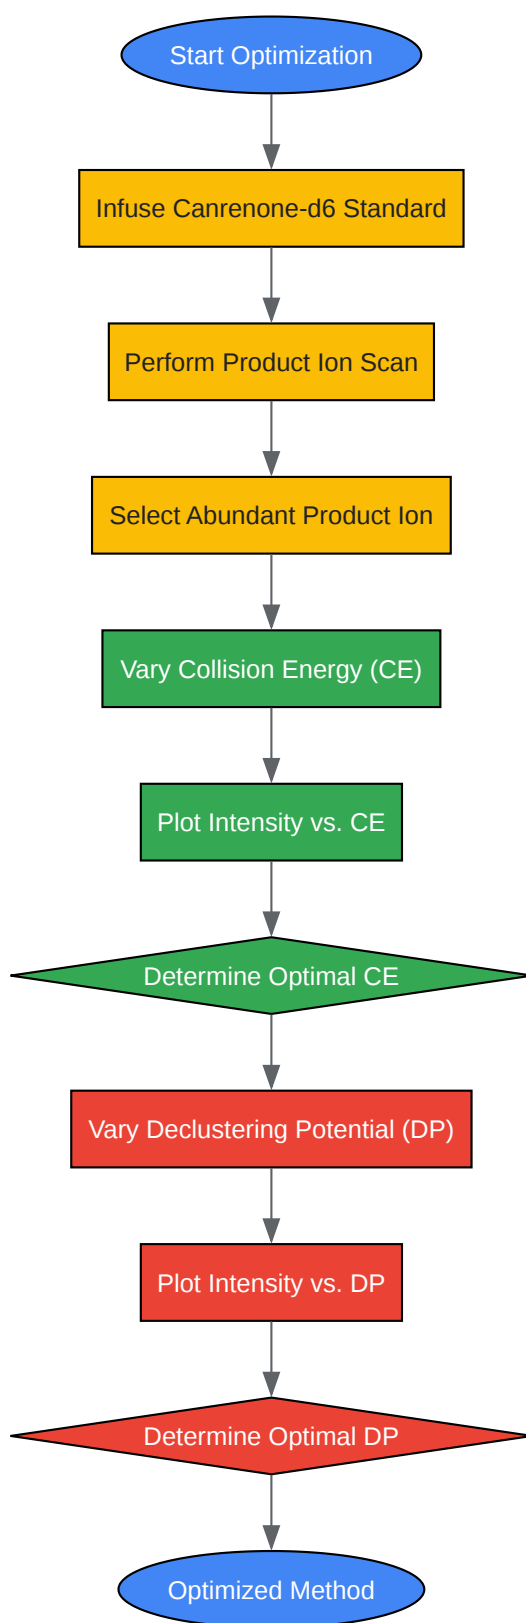 Start Optimization
Infuse Canrenone-d6 Standard
Perform Product Ion Scan
Select Abundant Product Ion
Vary Collision Energy (CE)
Plot Intensity vs. CE
Determine Optimal CE
Vary Declustering Potential (DP)
Plot Intensity vs. DP
Determine Optimal DP
Optimized Method